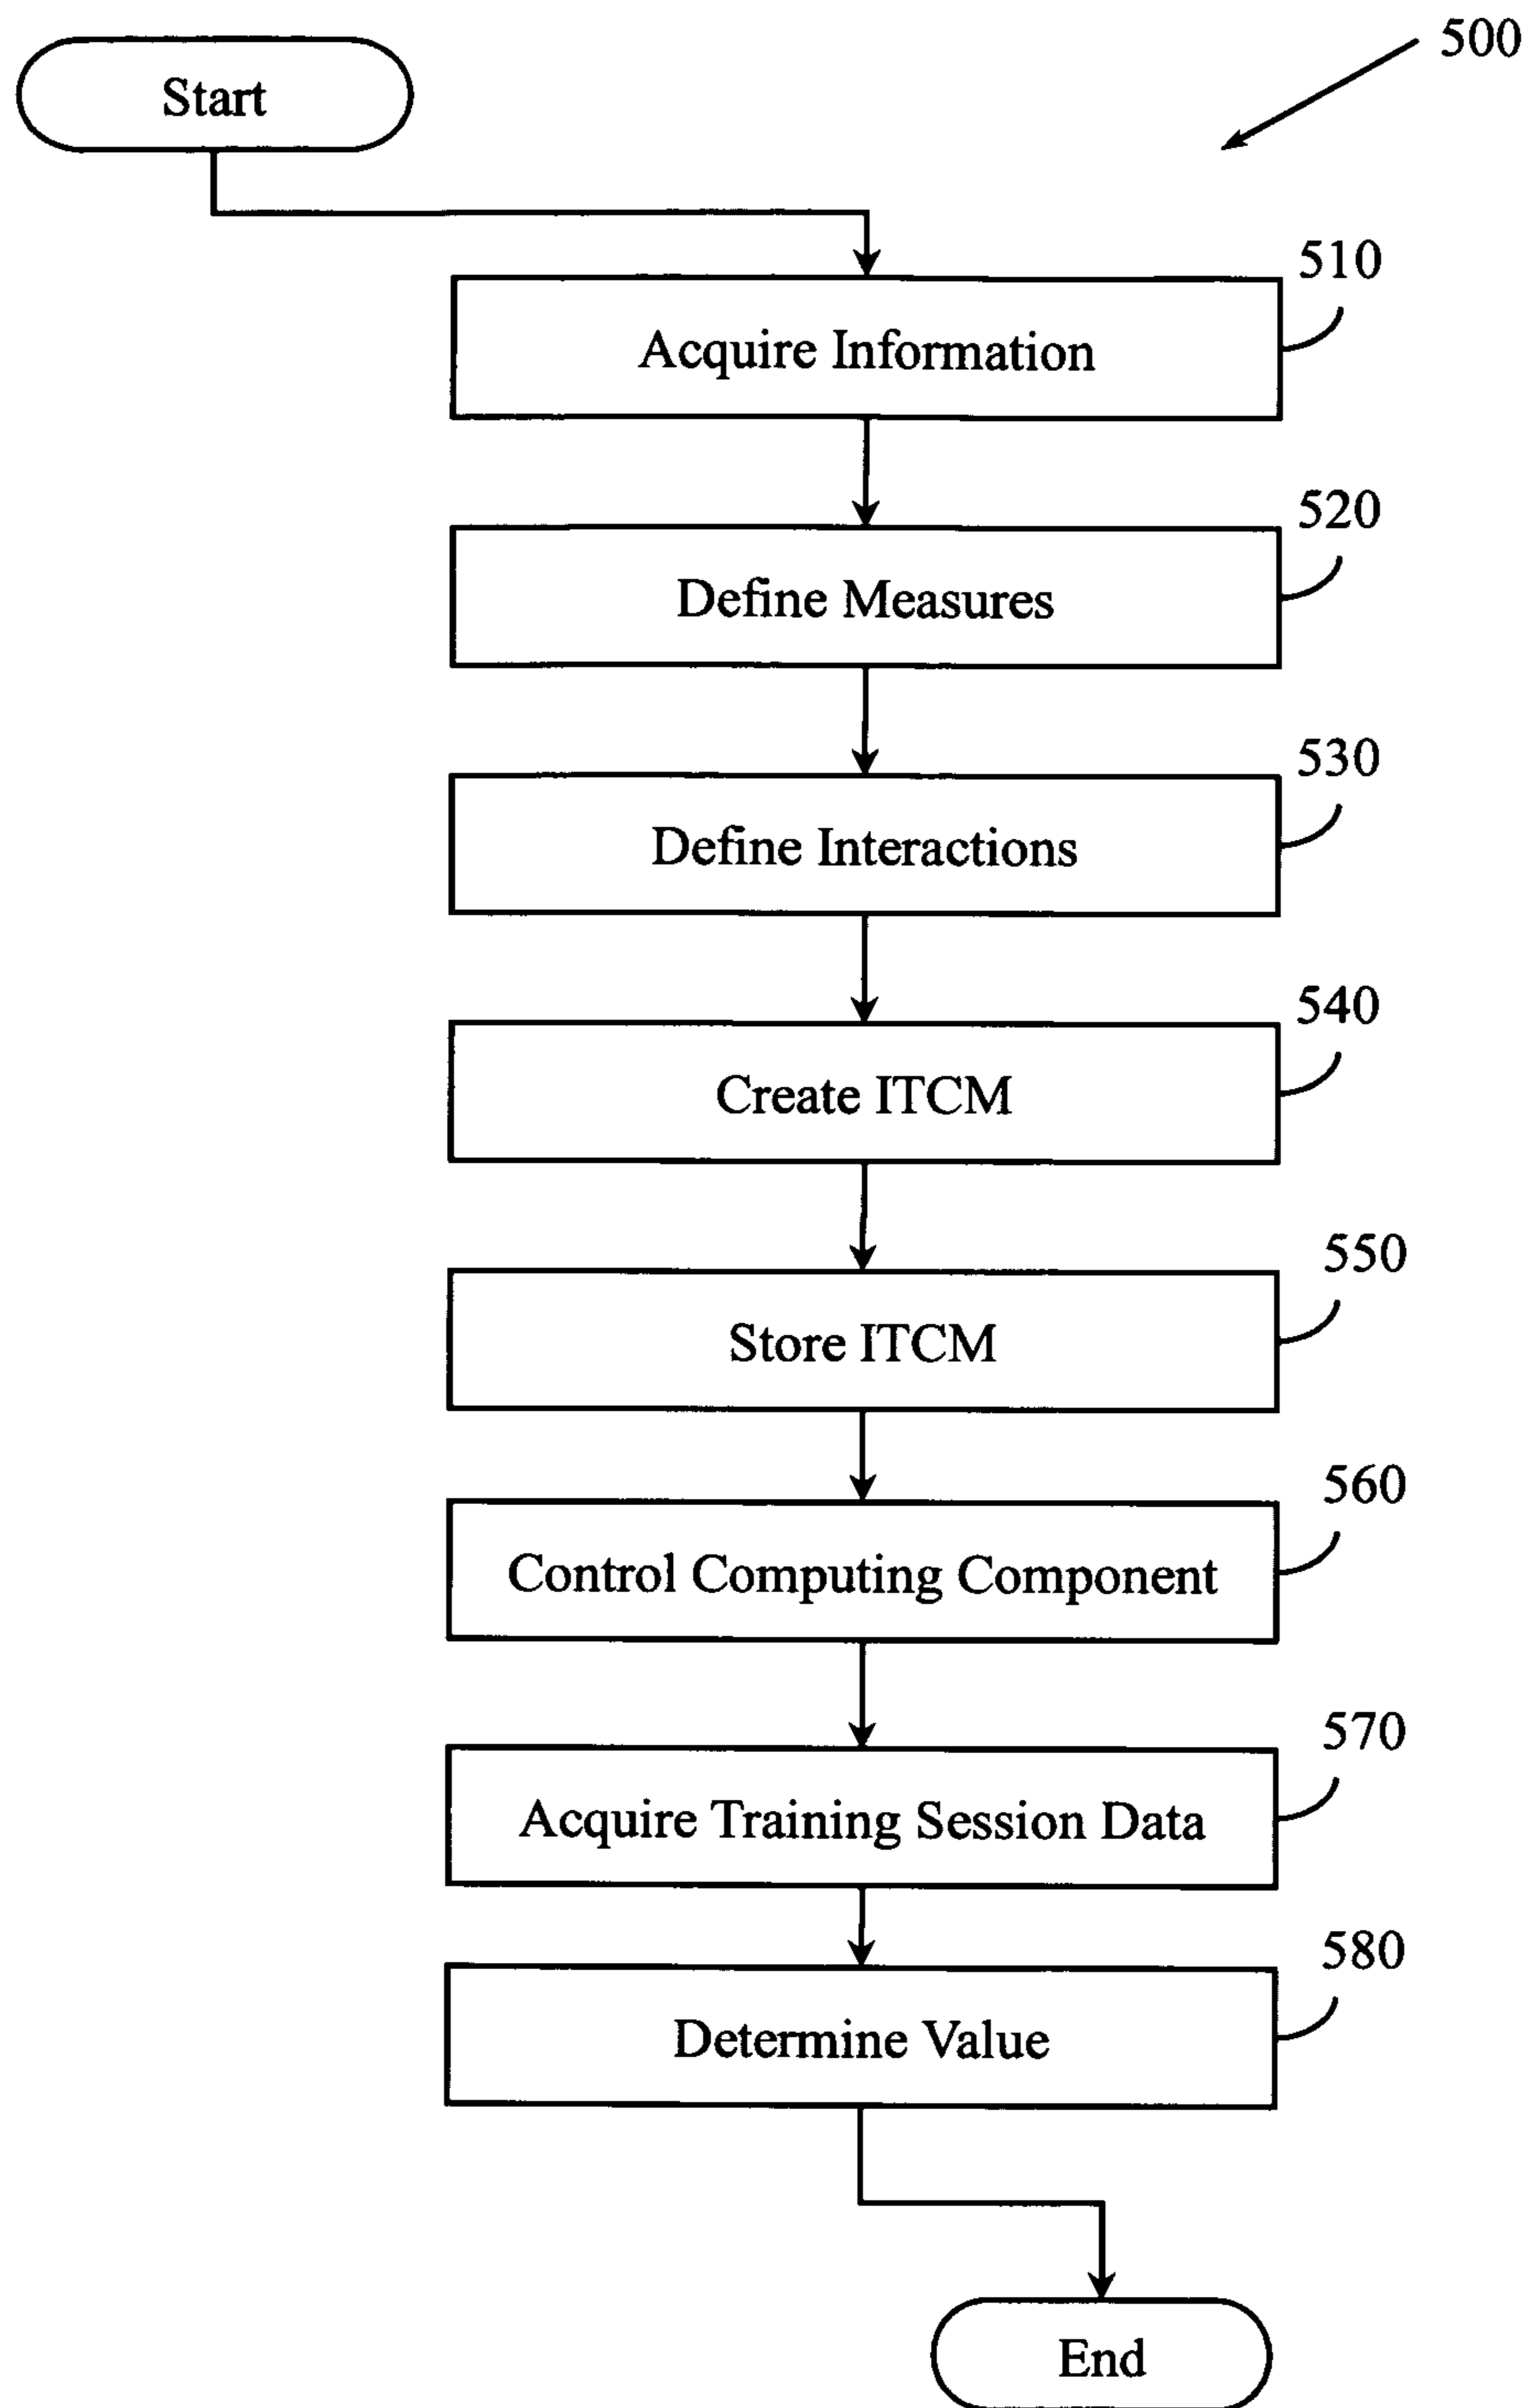 500
Start
510
Acquire Information
520
Define Measures
530
Define Interactions
540
Create ITCM
550
Store ITCM
560
Control Computing Component
570
Acquire Training Session Data
580
Determine Value
End